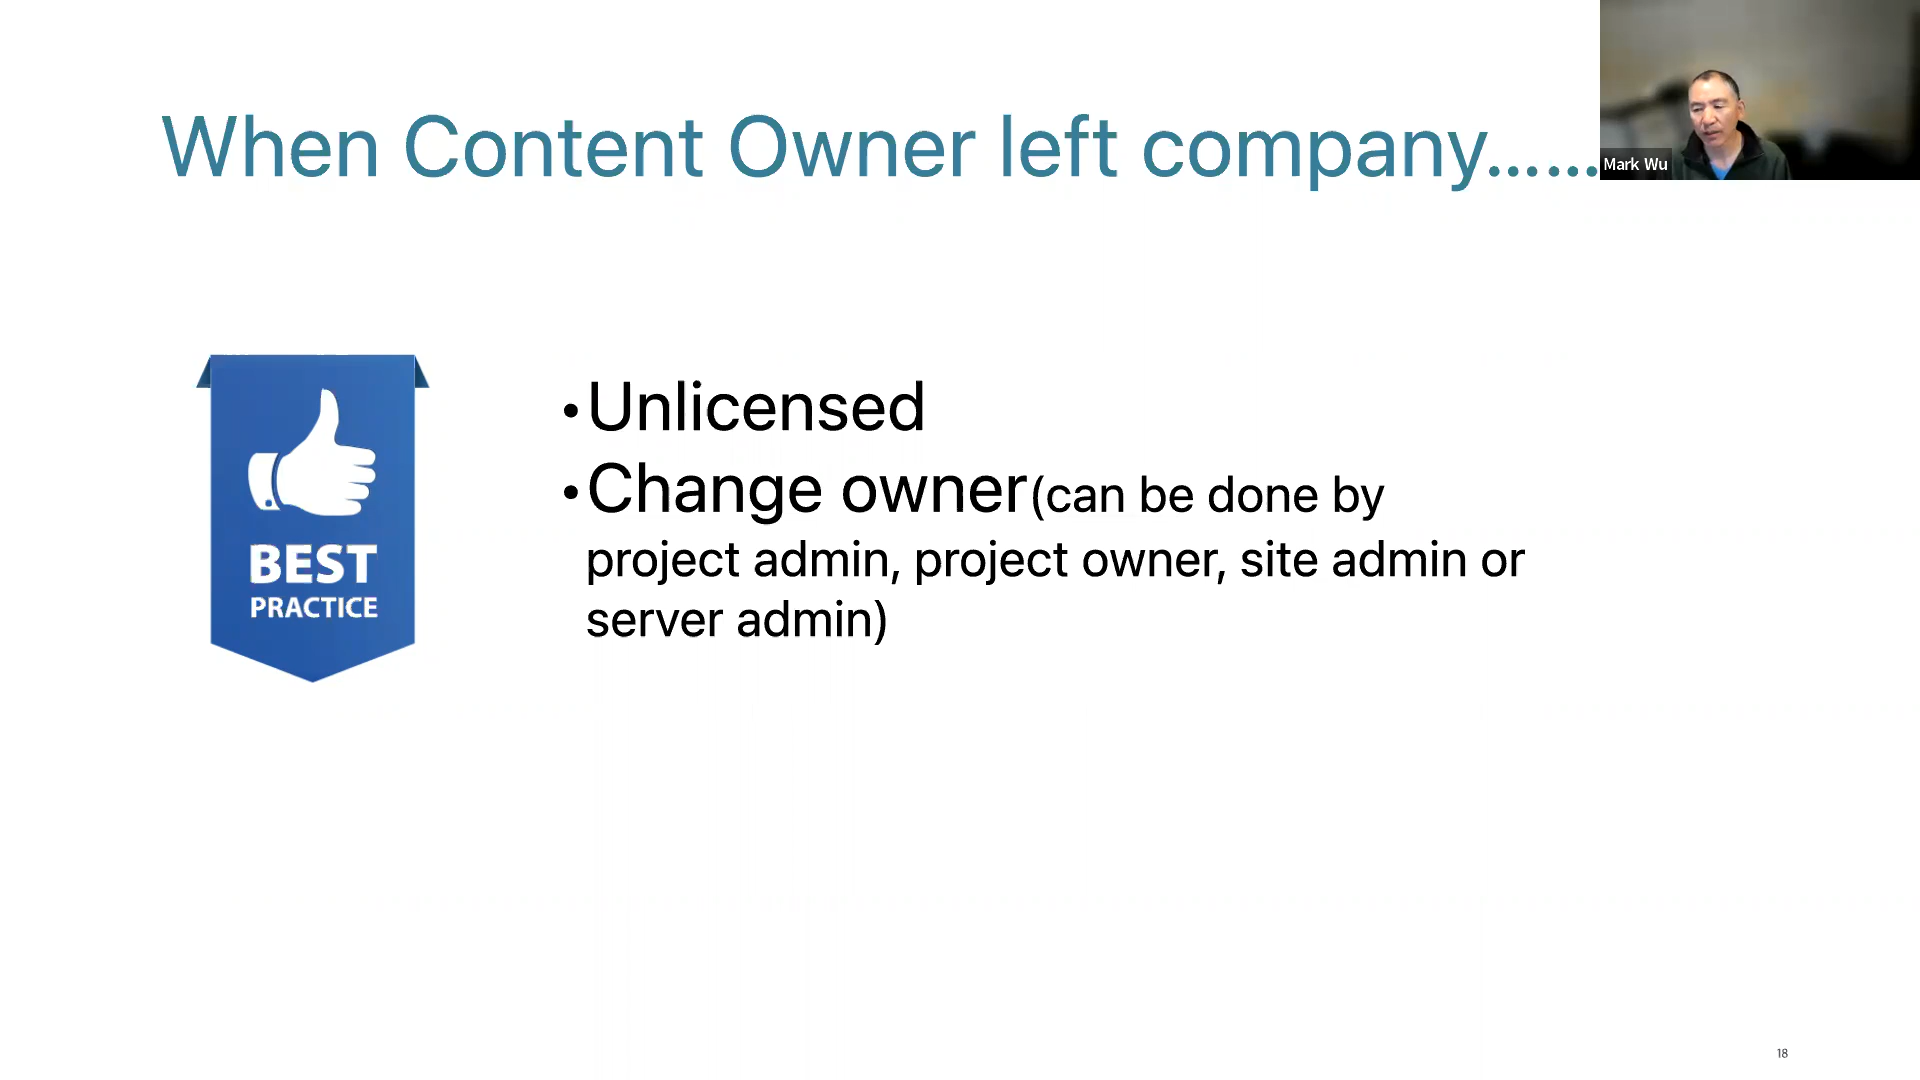 When Content Owner left company……
Mark Wu
BEST
PRACTICE
•Unlicensed
•Change owner(can be done by
project admin, project owner, site admin or
server admin)
18